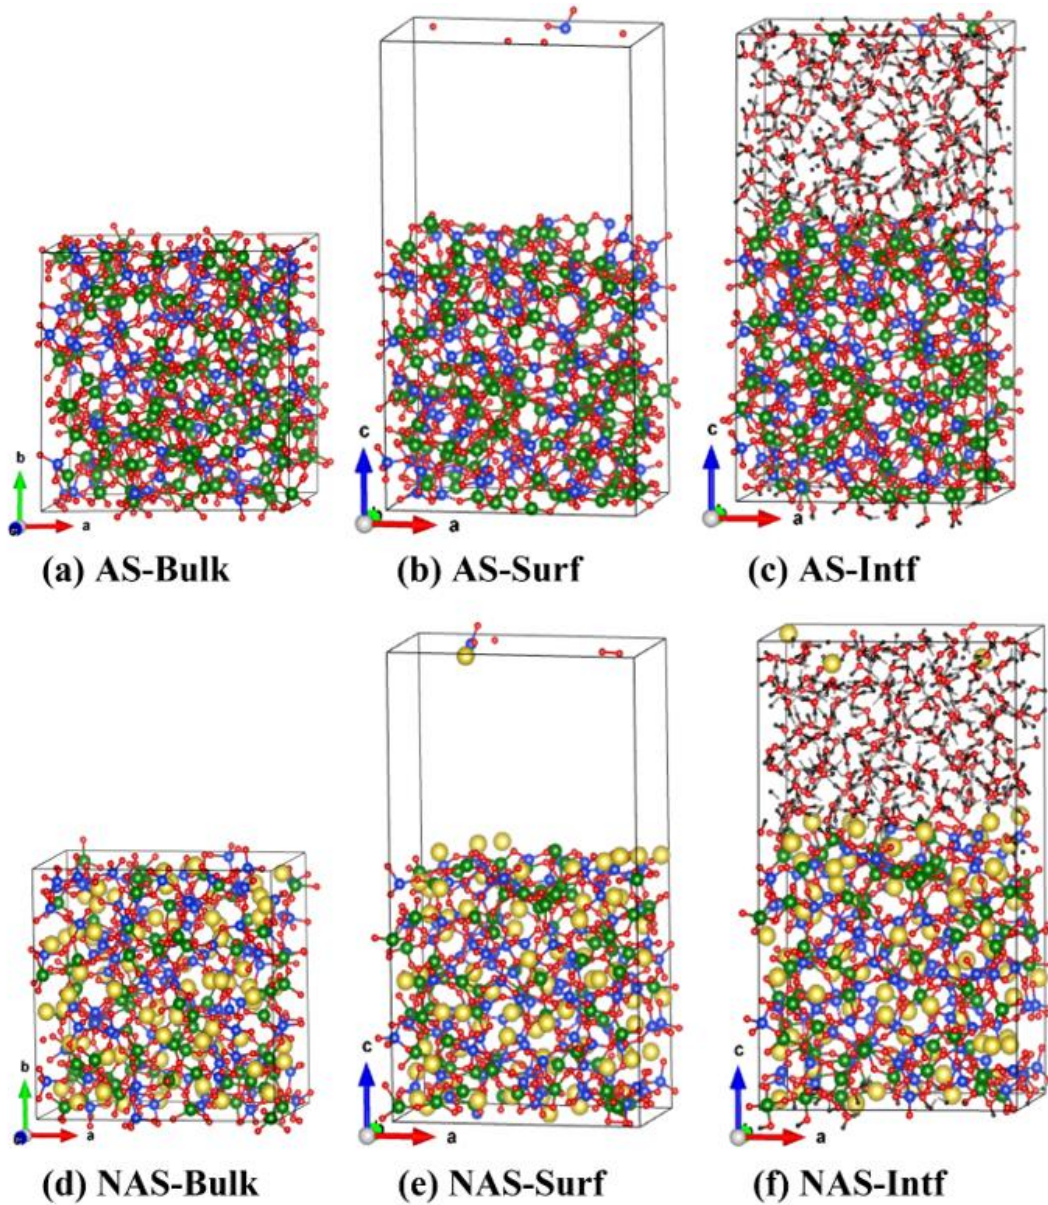 b
a
(a) AS-Bulk
c
a
(b) AS-Surf
c
a
(c) AS-Intf
b
a
(d) NAS-Bulk
c
a
(e) NAS-Surf
c
a
(f) NAS-Intf